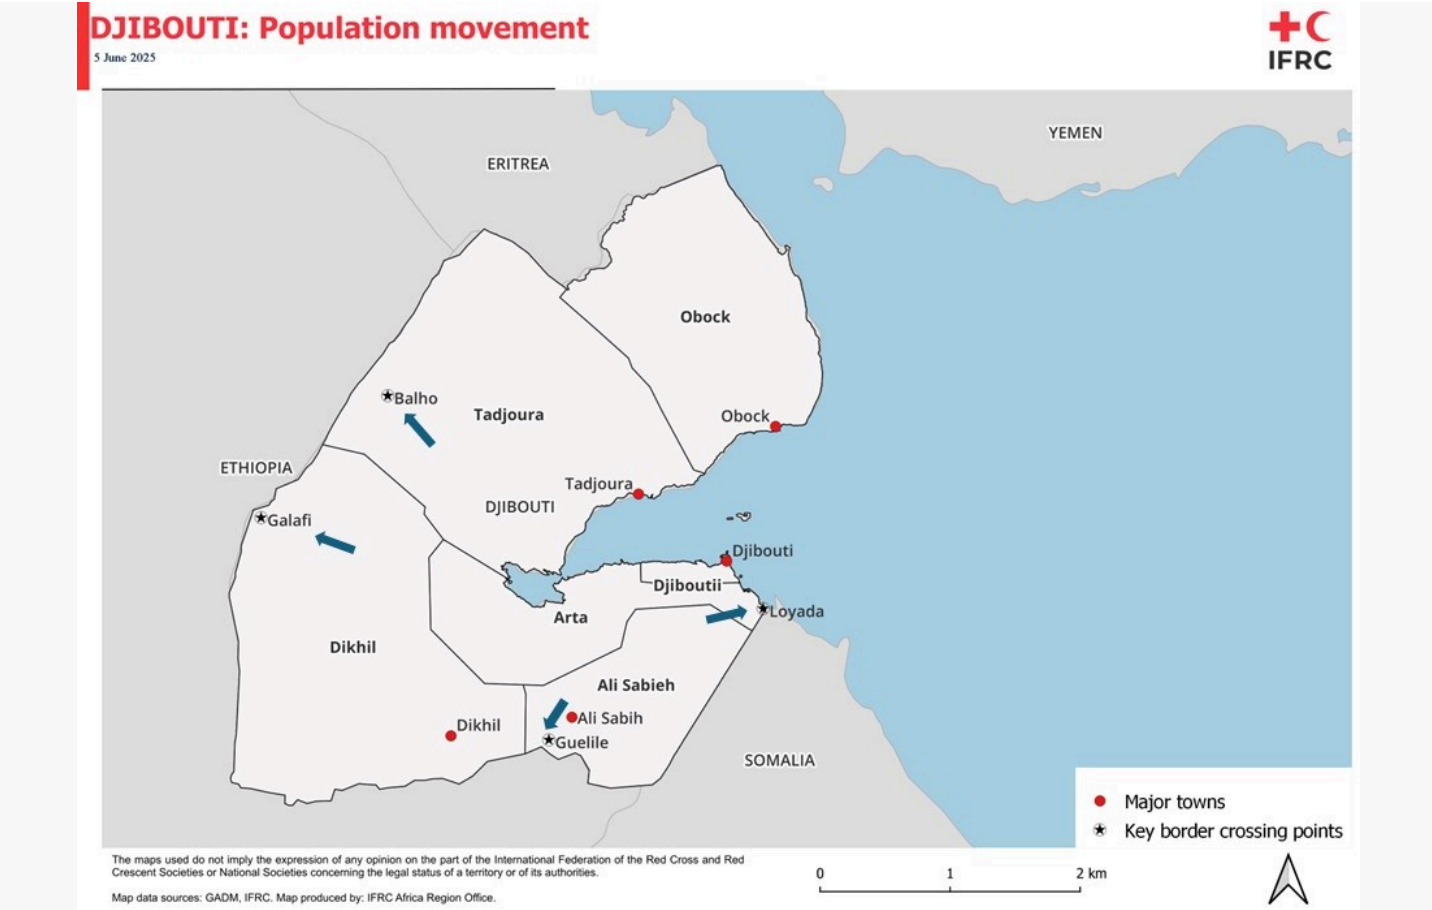 DJIBOUTI: Population movement
5 June 2025
IFRC
YEMEN
ERITREA
Obock
Balho
Tadjoura
Obock
ETHIOPIA
Tadjoura
DJIBOUTI
Galafi
Djibouti
Djiboutii
Arta
Loyada
Dikhil
Ali Sabieh
Ali Sabih
Dikhil
Guelile
SOMALIA
Major towns
Key border crossing points
The maps used do not imply the expression of any opinion on the part of the International Federation of the Red Cross and Red
Crescent Societies or National Societies concerning the legal status of a territory or of its authorities.
0 1 2 km
Map data sources: GADM, IFRC. Map produced by: IFRC Africa Region Office.